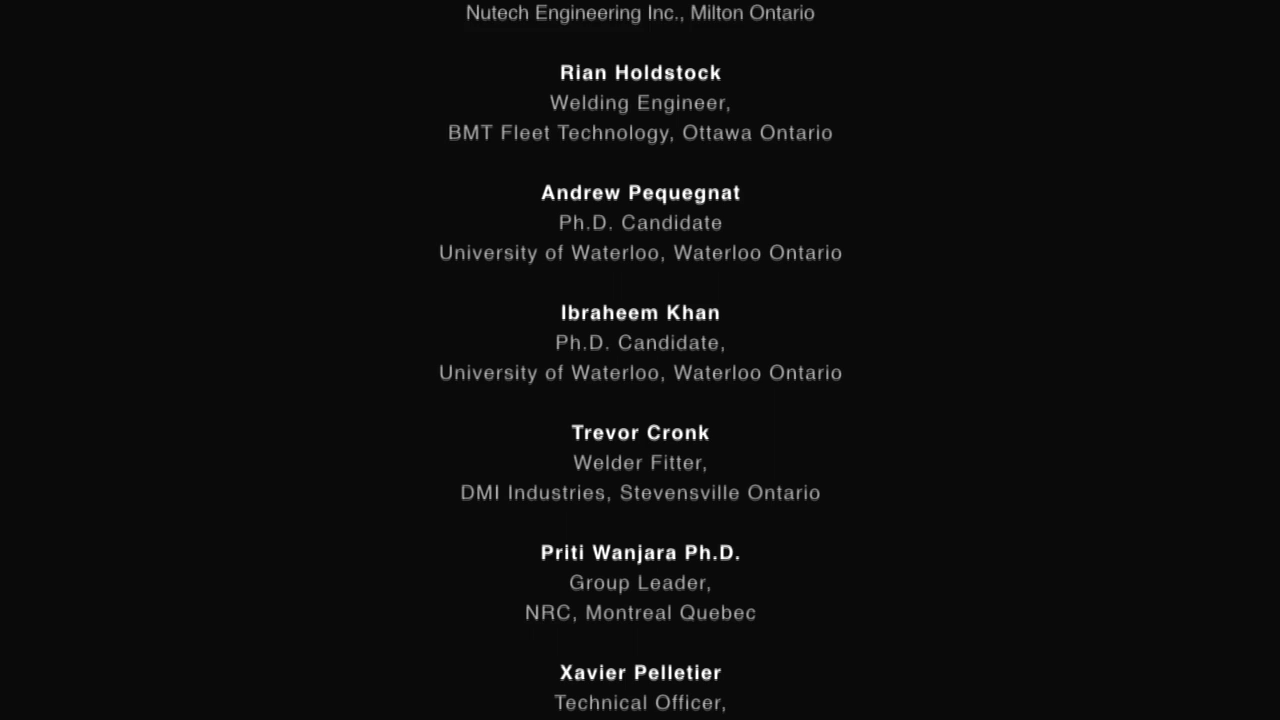 Nutech Engineering Inc., Milton Ontario
Rian Holdstock
Welding Engineer,
BMT Fleet Technology, Ottawa Ontario
Andrew Pequegnat
Ph.D. Candidate
University of Waterloo, Waterloo Ontario
Ibraheem Khan
Ph.D. Candidate,
University of Waterloo, Waterloo Ontario
Trevor Cronk
Welder Fitter,
DMI Industries, Stevensville Ontario
Priti Wanjara Ph.D.
Group Leader,
NRC, Montreal Quebec
Xavier Pelletier
Technical Officer,